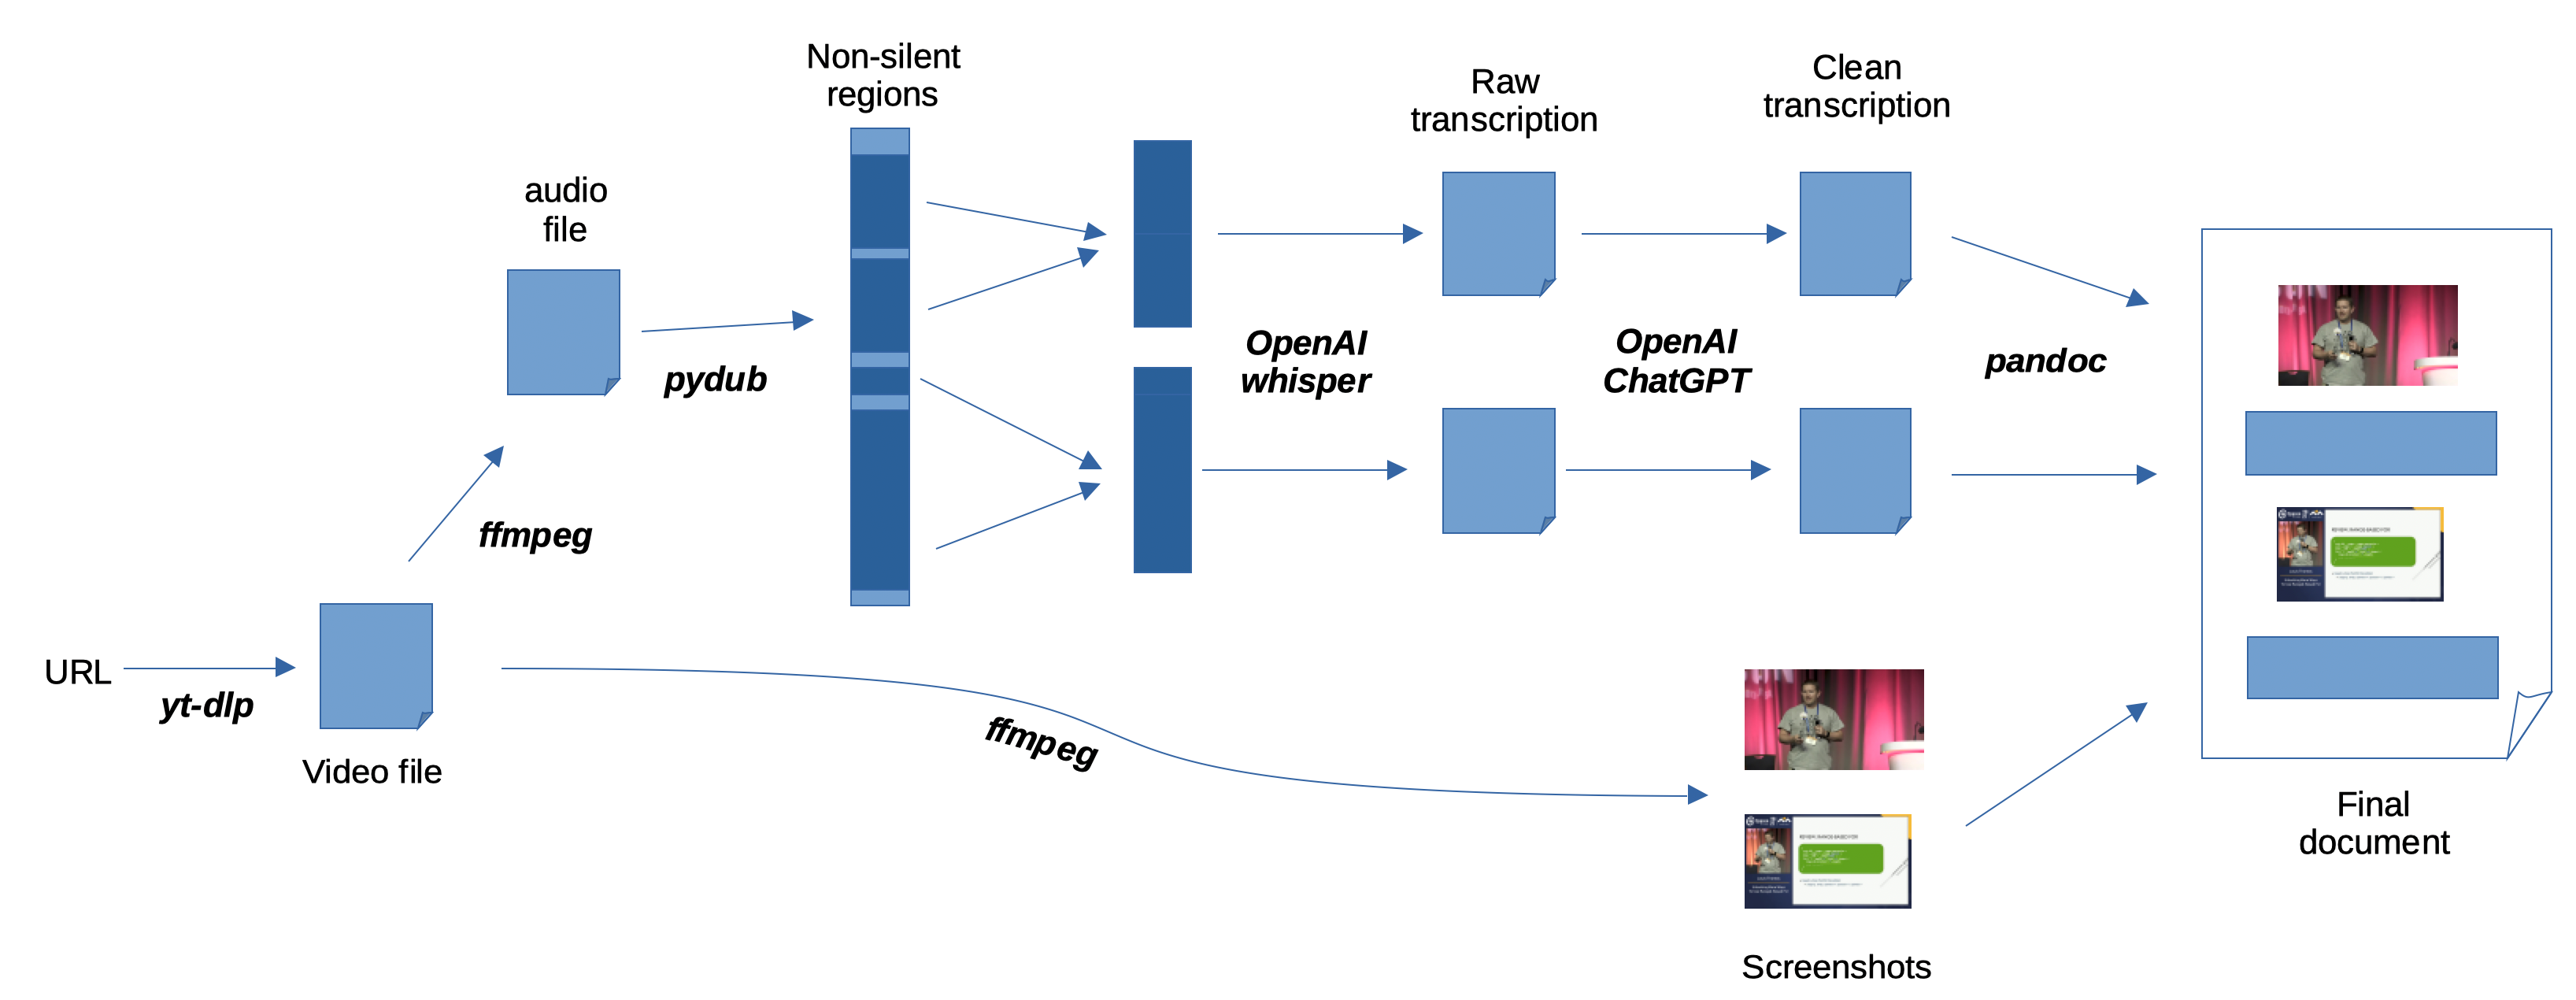 Non-silent
regions
Raw
transcription
Clean
transcription
audio
file
pydub
OpenAI
whisper
OpenAI
ChatGPT
pandoc
ffmpeg
URL
yt-dlp
Video file
ffmpeg
Screenshots
Final
document